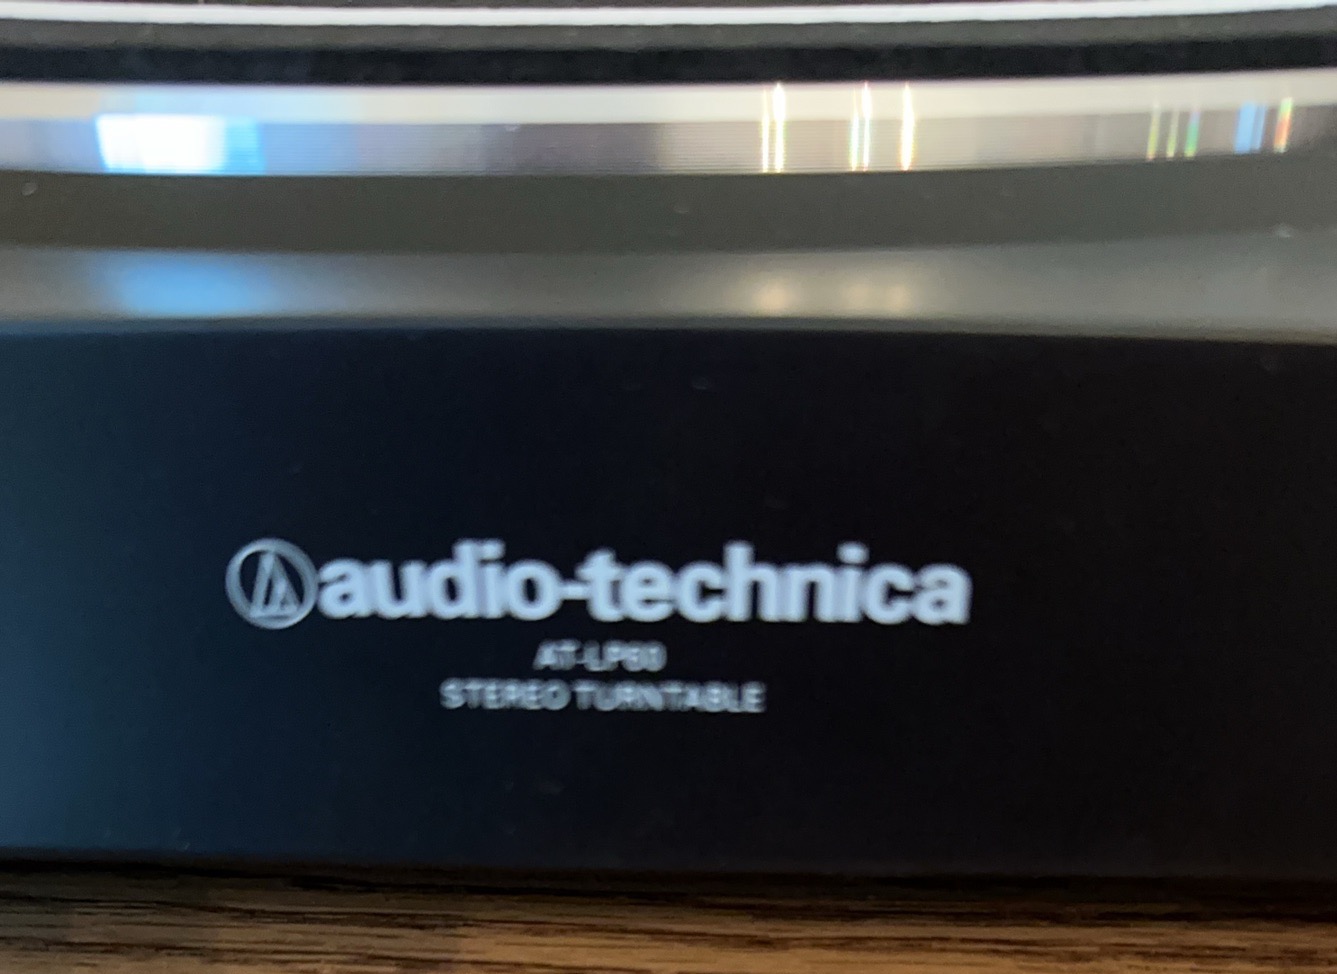 audio-technica
AT-LP60
STEREO TURNTABLE